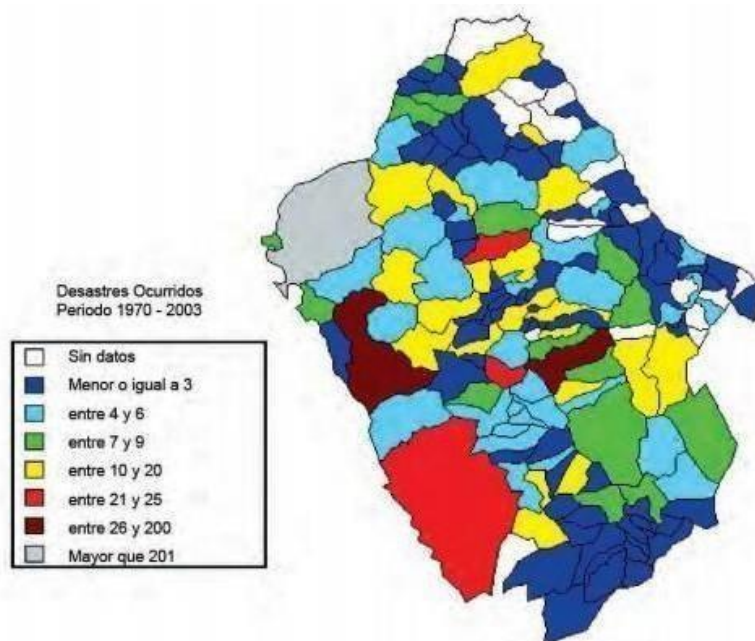 Desastres Ocurridos
Periodo 1970 - 2003
Sin datos
Menor o igual a 3
entre 4 y 6
entre 7 y 9
entre 10 y 20
entre 21 y 25
entre 26 y 200
Mayor que 201